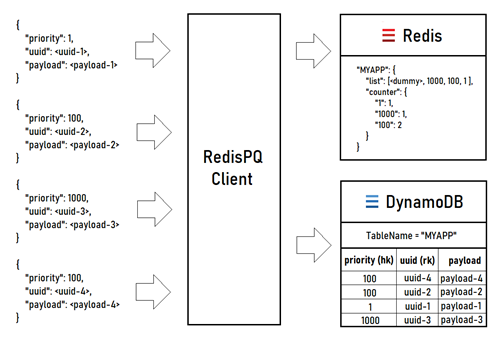 {
"priority": 1,
"uuid": <uuid-1>,
"payload": <payload-1>
}
{
"priority": 100,
"uuid": <uuid-2>,
"payload": <payload-2>
}
{
"priority": 1000,
"uuid": <uuid-3>,
"payload": <payload-3>
}
{
"priority": 100,
"uuid": <uuid-4>,
"payload": <payload-4>
}
RedisPQ
Client
Redis
"MYAPP": {
"list": [<dummy>, 1000, 100, 1 ],
"counter": {
"1": 1,
"1000": 1,
"100": 2
}
}
DynamoDB
TableName = "MYAPP"
priority (hk) uuid (rk) payload
100 uuid-4 payload-4
100 uuid-2 payload-2
1 uuid-1 payload-1
1000 uuid-3 payload-3